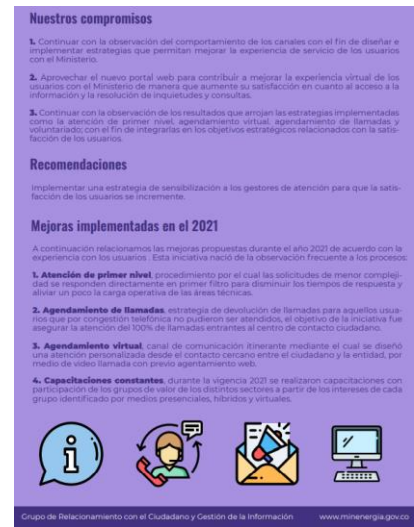 Nuestros compromisos
1. Continuar con la observación del comportamiento de los canales con el fin de diseñar e
implementar estrategias que permitan mejorar la experiencia de servicio de los usuarios
con el Ministerio.
2. Aprovechar el nuevo portal web para contribuir a mejorar la experiencia virtual de los
usuarios con el Ministerio de manera que aumente su satisfacción en cuanto al acceso a la
información y la resolución de inquietudes y consultas.
3. Continuar con la observación de los resultados que arrojan las estrategias implementadas
como la atención de primer nivel, agendamiento virtual, agendamiento de llamadas y
voluntariado; con el fin de integrarlas en los objetivos estratégicos relacionados con la satis-
facción de los usuarios.
Recomendaciones
Implementar una estrategia de sensibilización a los gestores de atención para que la satis-
facción de los usuarios se incremente.
Mejoras implementadas en el 2021
A continuación relacionamos las mejoras propuestas durante el año 2021 de acuerdo con la
experiencia con los usuarios . Esta iniciativa nació de la observación frecuente a los procesos:
1. Atención de primer nivel, procedimiento por el cual las solicitudes de menor compleji-
dad se responden directamente en primer filtro para disminuir los tiempos de respuesta y
aliviar un poco la carga operativa de las áreas técnicas.
2. Agendamiento de llamadas, estrategia de devolución de llamadas para aquellos usua-
rios que por congestión telefónica no pudieron ser atendidos, el objetivo de la iniciativa fue
asegurar la atención del 100% de llamadas entrantes al centro de contacto ciudadano.
3. Agendamiento virtual, canal de comunicación itinerante mediante el cual se diseñó
una atención personalizada desde el contacto cercano entre el ciudadano y la entidad, por
medio de video llamada con previo agendamiento web.
4. Capacitaciones constantes, durante la vigencia 2021 se realizaron capacitaciones con
participación de los grupos de valor de los distintos sectores a partir de los intereses de cada
grupo identificado por medios presenciales, híbridos y virtuales.
Grupo de Relacionamiento con el Ciudadano y Gestión de la Información www.minenergia.gov.co